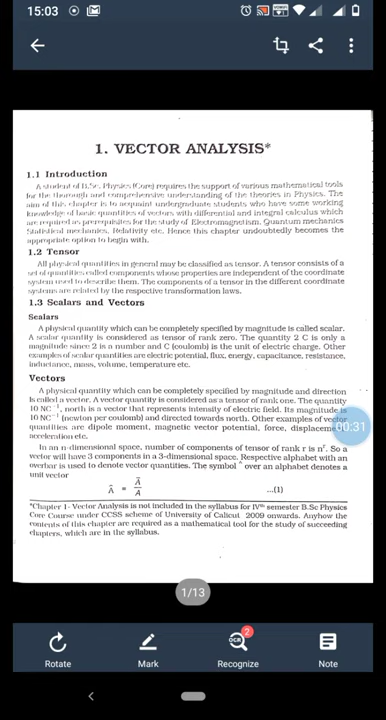 15:03
1. VECTOR ANALYSIS*
1.1 Introduction
A student of B.Sc. Physics (Core) requires the support of various mathematical tools
for the thorough and comprehensive understanding of the theories in Physics. The
aim of this chapter is to acquaint undergraduate students who have some working
knowledge of basic quantities of vectors with differential and integral calculus which
are required as prerequisites for the study of Electromagnetism, Quantum mechanics
Statistical mechanics, Relativity etc. Hence this chapter undoubtedly becomes the
appropriate option to begin with.
1.2 Tensor
All physical quantities in general may be classified as tensor. A tensor consists of a
set of quantities called components whose properties are independent of the coordinate
system used to describe them. The components of a tensor in the different coordinate
systems are related by the respective transformation laws.
1.3 Scalars and Vectors
Scalars
A physical quantity which can be completely specified by magnitude is called scalar.
A scalar quantity is considered as tensor of rank zero. The quantity 2 C is only a
magnitude since 2 is a number and C (coulomb) is the unit of electric charge. Other
examples of scalar quantities are electric potential, flux, energy, capacitance, resistance,
inductance, mass, volume, temperature etc.
Vectors
A physical quantity which can be completely specified by magnitude and direction
is called a vector. A vector quantity is considered as a tensor of rank one. The quantity
10 NC⁻¹, north is a vector that represents intensity of electric field. Its magnitude is
10 NC⁻¹ (newton per coulomb) and directed towards north. Other examples of vector
quantities are dipole moment, magnetic vector potential, force, displacem
00:31
acceleration etc.
In an n-dimensional space, number of components of tensor of rank r is nʳ. So a
vector will have 3 components in a 3-dimensional space. Respective alphabet with an
overbar is used to denote vector quantities. The symbol ^ over an alphabet denotes a
unit vector
Â = Ā/A ...(1)
*Chapter 1- Vector Analysis is not included in the syllabus for IVᵗʰ semester B.Sc Physics
Core Course under CCSS scheme of University of Calicut 2009 onwards. Anyhow the
contents of this chapter are required as a mathematical tool for the study of succeeding
chapters, which are in the syllabus.
1/13
2
OCR
Rotate Mark Recognize Note